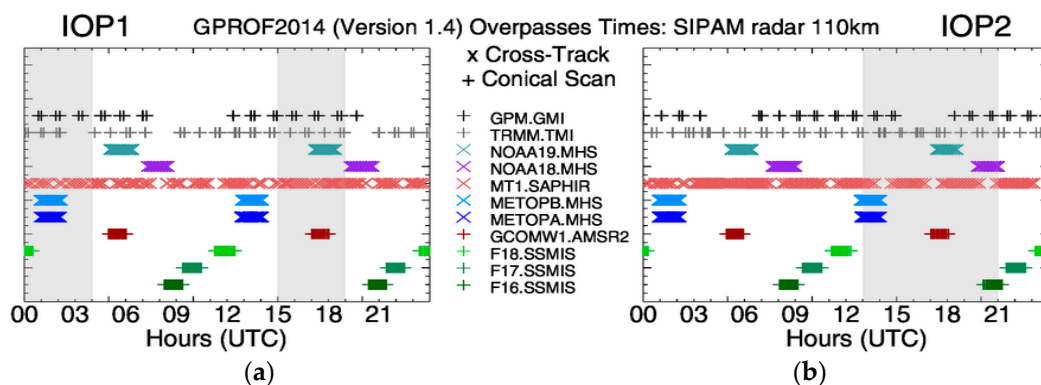 IOP1 GPROF2014 (Version 1.4) Overpasses Times: SIPAM radar 110km IOP2
x Cross-Track
+ Conical Scan
GPM.GMI
TRMM.TMI
NOAA19.MHS
NOAA18.MHS
MT1.SAPHIR
METOPB.MHS
METOPA.MHS
GCOMW1.AMSR2
F18.SSMIS
F17.SSMIS
F16.SSMIS
00 03 06 09 12 15 18 21 00 03 06 09 12 15 18 21
Hours (UTC) Hours (UTC)
(a) (b)